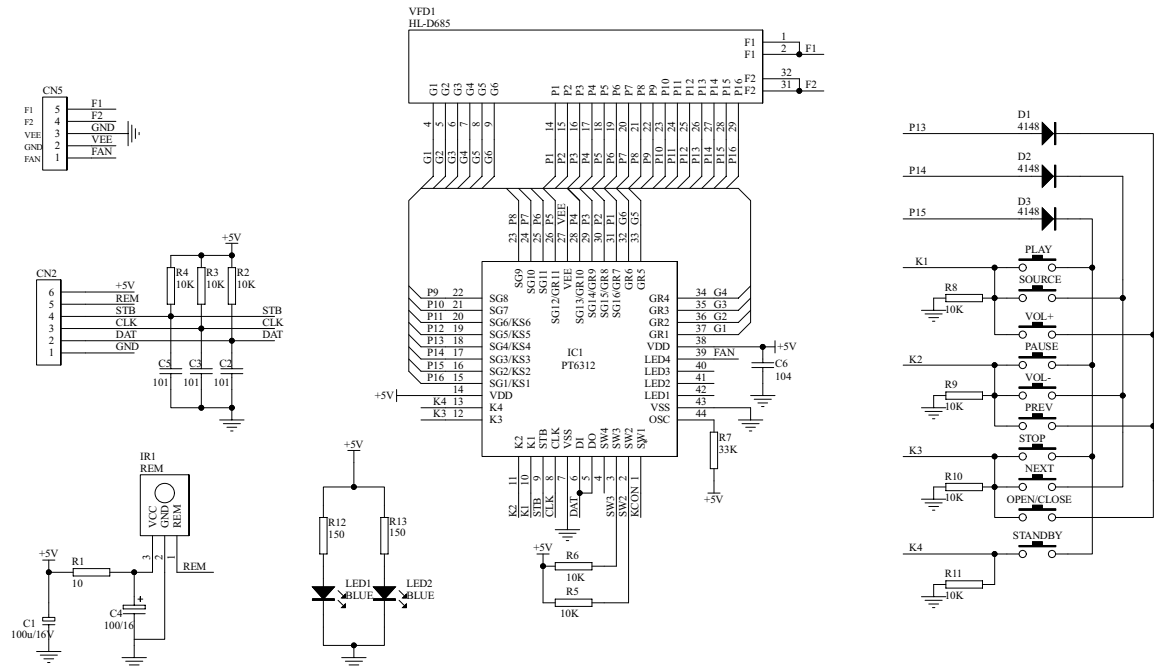 VFD1
HL-D685
F1 1
F1 2 F1
F2 32
F2 31 F2
G1 G2 G3 G4 G5 G6 P1 P2 P3 P4 P5 P6 P7 P8 P9 P10 P11 P12 P13 P14 P15 P16
4 5 6 7 8 9 14 15 16 17 18 19 20 21 22 23 24 25 26 27 28 29
G1 G2 G3 G4 G5 G6 P1 P2 P3 P4 P5 P6 P7 P8 P9 P10 P11 P12 P13 P14 P15 P16
CN5
F1 5 F1
F2 4 F2
VEE 3 GND
GND 2 VEE
FAN 1 FAN
P8 P7 P6 P5 VEE P4 P3 P2 P1 G6 G5
23 24 25 26 27 28 29 30 31 32 33
SG9 SG10 SG11 SG12/GR11 VEE SG13/GR10 SG14/GR9 SG15/GR8 SG16/GR7 GR6 GR5
P9 22 SG8
P10 21 SG7
P11 20 SG6/KS6
P12 19 SG5/KS5
P13 18 SG4/KS4
P14 17 SG3/KS3
P15 16 SG2/KS2
P16 15 SG1/KS1
+5V 14 VDD
K4 13 K4
K3 12 K3
IC1
PT6312
GR4 34 G4
GR3 35 G3
GR2 36 G2
GR1 37 G1
VDD 38 +5V
LED4 39 FAN
LED3 40
LED2 41
LED1 42
VSS 43
OSC 44
C6
104
R7
33K
+5V
K2 K1 STB CLK VSS DI DO SW4 SW3 SW2 SW1
11 10 9 8 7 6 5 4 3 2 1
K2 K1 STB CLK DAT SW3 SW2 KCON
+5V
R6
10K
R5
10K
CN2
6 +5V
5 REM
4 STB
3 CLK
2 DAT
1 GND
+5V
R4
10K
R3
10K
R2
10K
STB
CLK
DAT
C5
101
C3
101
C2
101
IR1
REM
VCC GND REM
3 2 1
REM
+5V
R1
10
C1
100u/16V
C4
100/16
+
+5V
R12
150
R13
150
LED1
BLUE
LED2
BLUE
P13
D1
4148
P14
D2
4148
P15
D3
4148
K1
PLAY
SOURCE
R8
10K
VOL+
K2
PAUSE
VOL-
R9
10K
PREV
K3
STOP
NEXT
R10
10K
OPEN/CLOSE
K4
STANDBY
R11
10K